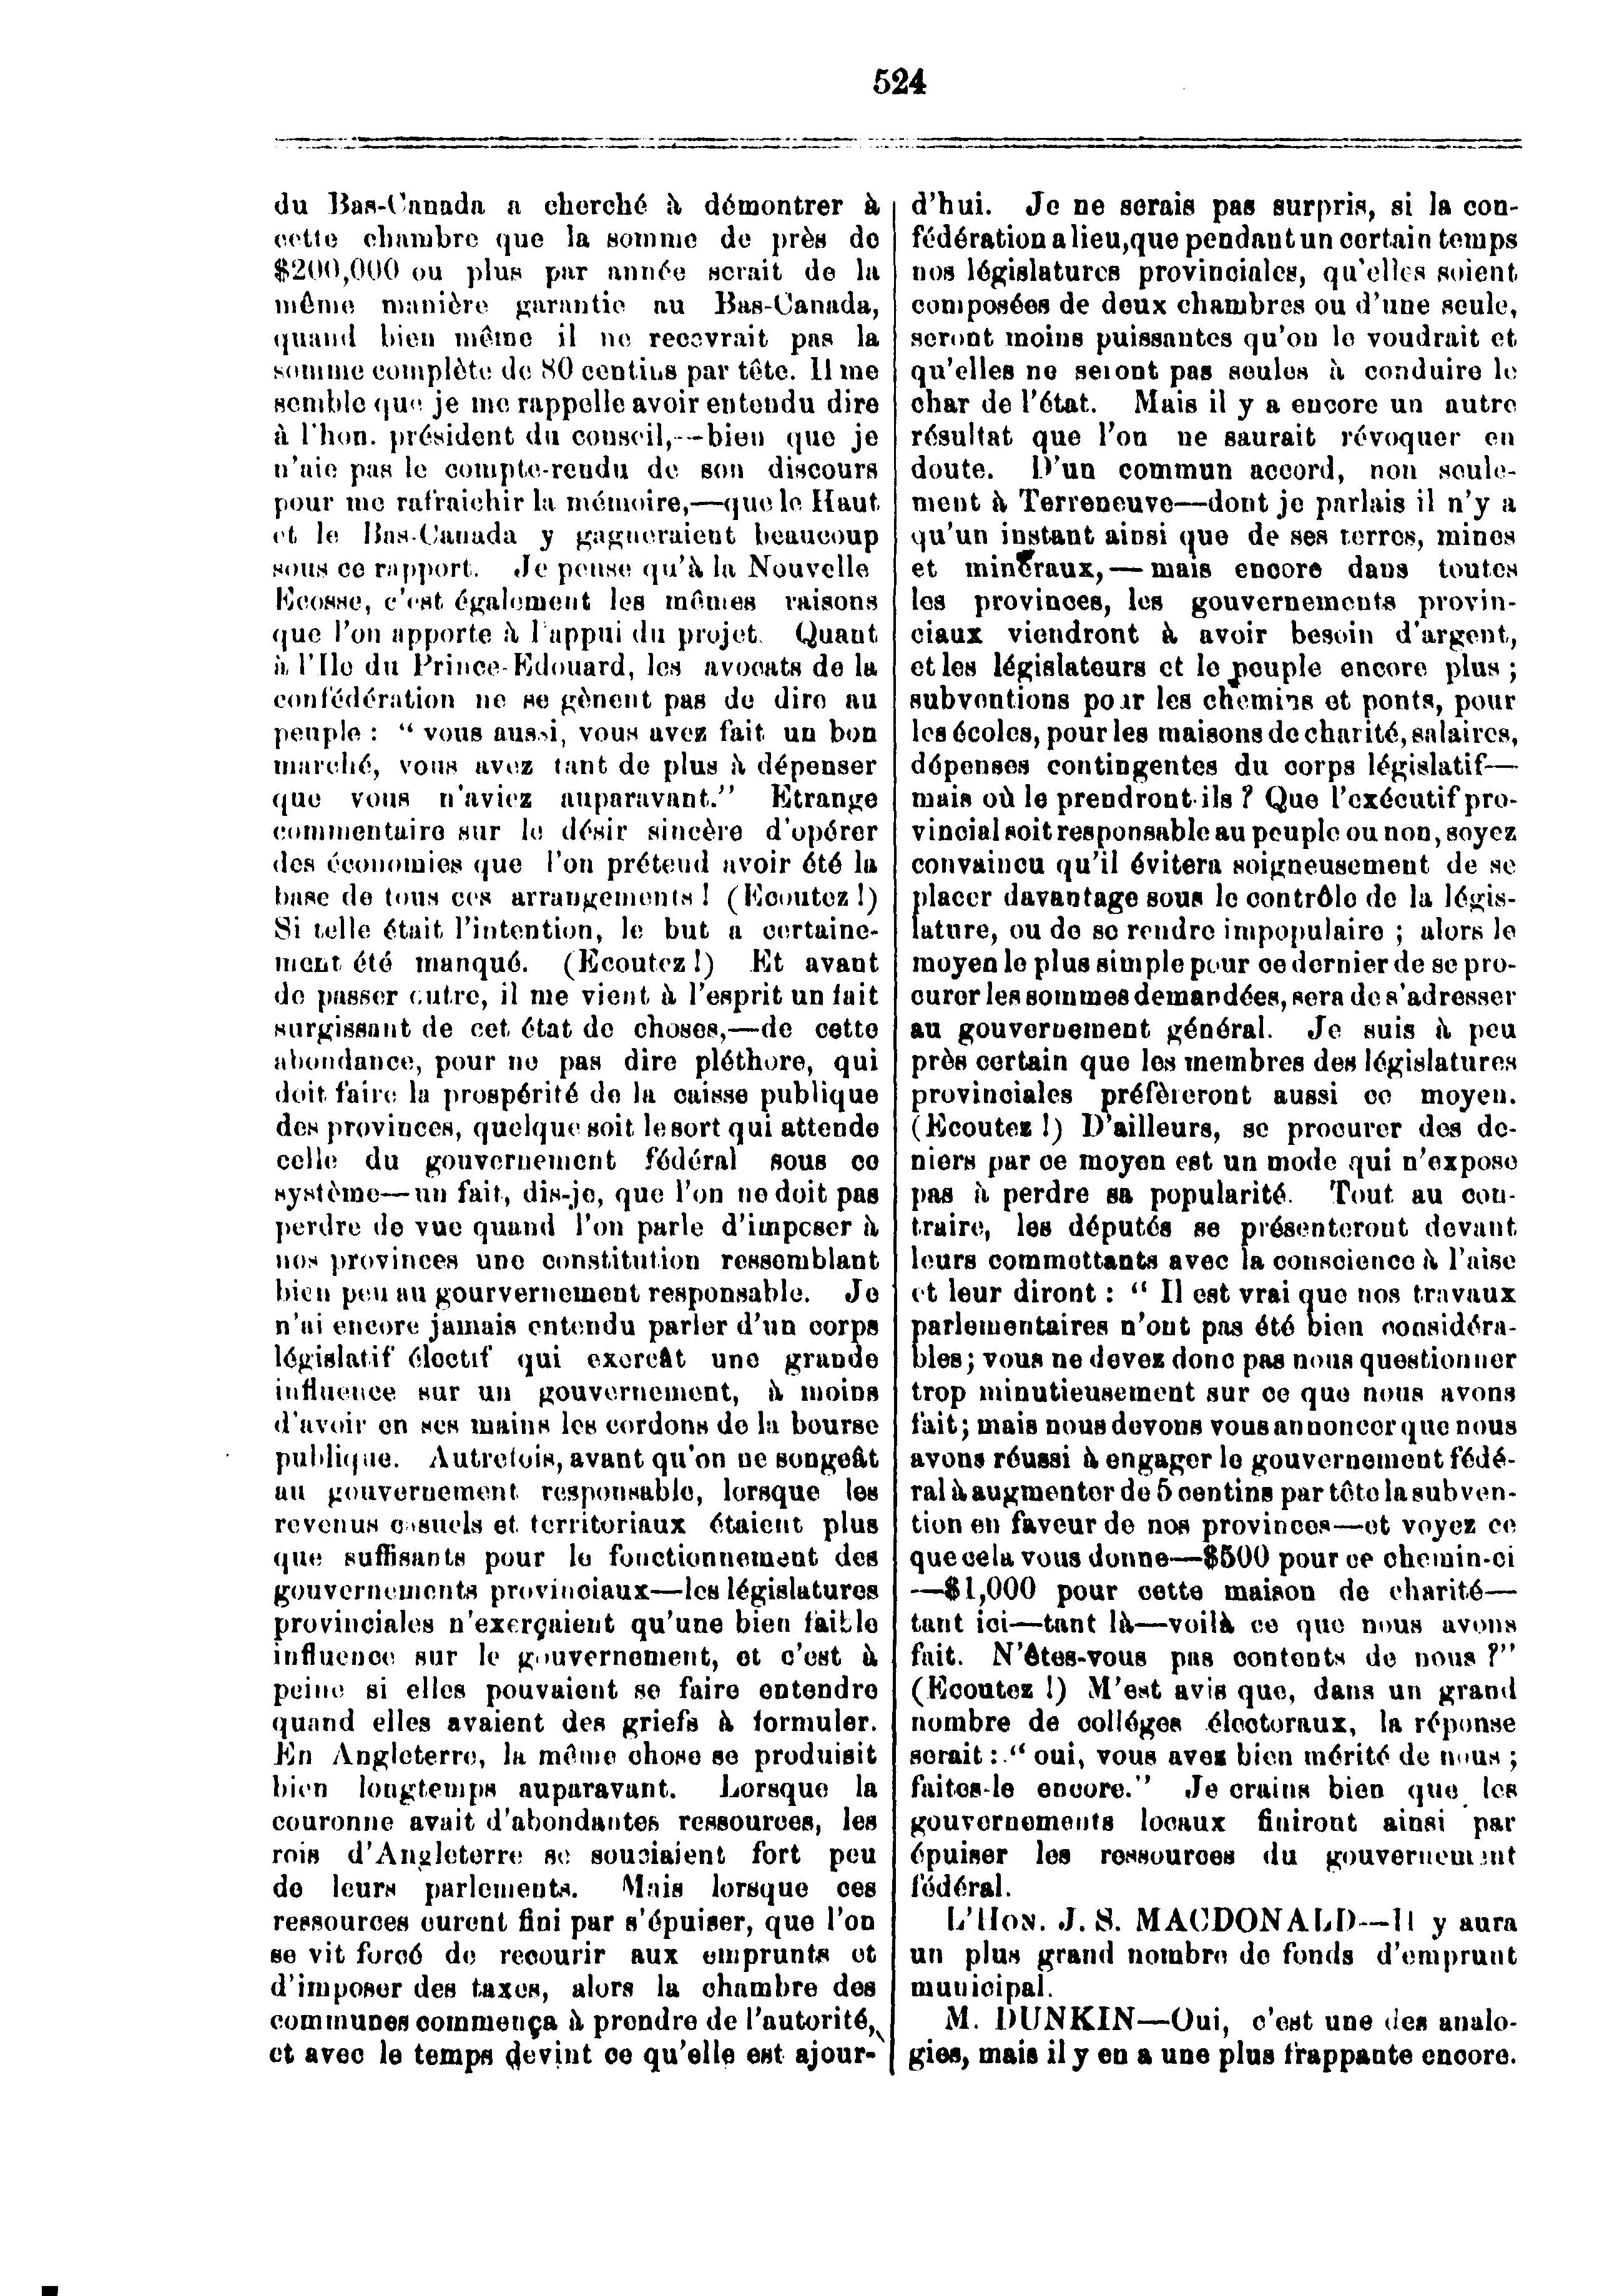 524
du Bas-Canada a cherché à démontrer à
cette chambre que la somme de près de
$200,000 ou plus par année serait de la
même manière garantie au Bas-Canada,
quand bien même il ne recevrait pas la
somme complète de 80 centins par tête. Il me
semble que je me rappelle avoir entendu dire
à l'hon. président du conseil,—bien que je
n'aie pas le compte-rendu de son discours
pour me rafraichir la mémoire,—que le Haut
et le Bas-Canada y gagneraient beaucoup
sous ce rapport. Je pense qu'à la Nouvelle
Ecosse, c'est également les mêmes raisons
que l'on apporte à l'appui du projet. Quant
à l'Ile du Prince-Edouard, les avocats de la
confédération ne se gènent pas de dire au
peuple : “ vous aussi, vous avez fait un bon
marché, vous avez tant de plus à dépenser
que vous n'aviez auparavant.” Etrange
commentaire sur le désir sincère d'opérer
des économies que l'on prétend avoir été la
base de tous ces arrangements ! (Ecoutez !)
Si telle était l'intention, le but a certaine-
ment été manqué. (Ecoutez !) Et avant
de passer outre, il me vient à l'esprit un fait
surgissant de cet état de choses,—de cette
abondance, pour ne pas dire pléthore, qui
doit faire la prospérité de la caisse publique
des provinces, quelque soit le sort qui attende
celle du gouvernement fédéral sous ce
système—un fait, dis-je, que l'on ne doit pas
perdre de vue quand l'on parle d'imposer à
nos provinces une constitution ressemblant
bien peu au gourvernement responsable. Je
n'ai encore jamais entendu parler d'un corps
législatif électif qui exercât une grande
influence sur un gouvernement, à moins
d'avoir en ses mains les cordons de la bourse
publique. Autrefois, avant qu'on ne songeât
au gouvernement responsable, lorsque les
revenus casuels et territoriaux étaient plus
que suffisants pour le fonctionnement des
gouvernements provinciaux—les législatures
provinciales n'exerçaient qu'une bien faible
influence sur le gouvernement, et c'est à
peine si elles pouvaient se faire entendre
quand elles avaient des griefs à formuler.
En Angleterre, la même chose se produisit
bien longtemps auparavant. Lorsque la
couronne avait d'abondantes ressources, les
rois d'Angleterre se souciaient fort peu
de leurs parlements. Mais lorsque ces
ressources eurent fini par s'épuiser, que l'on
se vit forcé de recourir aux emprunts et
d'imposer des taxes, alors la chambre des
communes commença à prendre de l'autorité,
et avec le temps devint ce qu'elle est ajour-
d'hui. Je ne serais pas surpris, si la con-
fédération a lieu, que pendant un certain temps
nos législatures provinciales, qu'elles soient
composées de deux chambres ou d'une seule,
seront moins puissantes qu'on le voudrait et
qu'elles ne seront pas seules à conduire le
char de l'état. Mais il y a encore un autre
résultat que l'on ne saurait révoquer en
doute. D'un commun accord, non seule-
ment à Terreneuve—dont je parlais il n'y a
qu'un instant ainsi que de ses terres, mines
et minéraux,—mais encore dans toutes
les provinces, les gouvernements provin-
ciaux viendront à avoir besoin d'argent,
et les législateurs et le peuple encore plus ;
subventions pour les chemins et ponts, pour
les écoles, pour les maisons de charité, salaires,
dépenses contingentes du corps législatif—
mais où le prendront-ils ? Que l'exécutif pro-
vincial soit responsable au peuple ou non, soyez
convaincu qu'il évitera soigneusement de se
placer davantage sous le contrôle de la légis-
lature, ou de se rendre impopulaire ; alors le
moyen le plus simple pour ce dernier de se pro-
curer les sommes demandées, sera de s'adresser
au gouvernement général. Je suis à peu
près certain que les membres des législatures
provinciales préfèreront aussi ce moyen.
(Ecoutez !) D'ailleurs, se procurer des de-
niers par ce moyen est un mode qui n'expose
pas à perdre sa popularité. Tout au con-
traire, les députés se présenteront devant
leurs commettants avec la conscience à l'aise
et leur diront : “ Il est vrai que nos travaux
parlementaires n'ont pas été bien considéra-
bles ; vous ne devez donc pas nous questionner
trop minutieusement sur ce que nous avons
fait ; mais nous devons vous annoncer que nous
avons réussi à engager le gouvernement fédé-
ral à augmenter de 5 centins par tête la subven-
tion en faveur de nos provinces—et voyez ce
que cela vous donne—$500 pour ce chemin-ci
—$1,000 pour cette maison de charité—
tant ici—tant là—voilà ce que nous avons
fait. N'êtes-vous pas contents de nous ?”
(Ecoutez !) M'est avis que, dans un grand
nombre de colléges électoraux, la réponse
serait : “ oui, vous avez bien mérité de nous ;
faites-le encore.” Je crains bien que les
gouvernements locaux finiront ainsi par
épuiser les ressources du gouvernement
fédéral.
L'HON. J. S. MACDONALD—Il y aura
un plus grand nombre de fonds d'emprunt
municipal.
M. DUNKIN—Oui, c'est une des analo-
gies, mais il y en a une plus frappante encore.